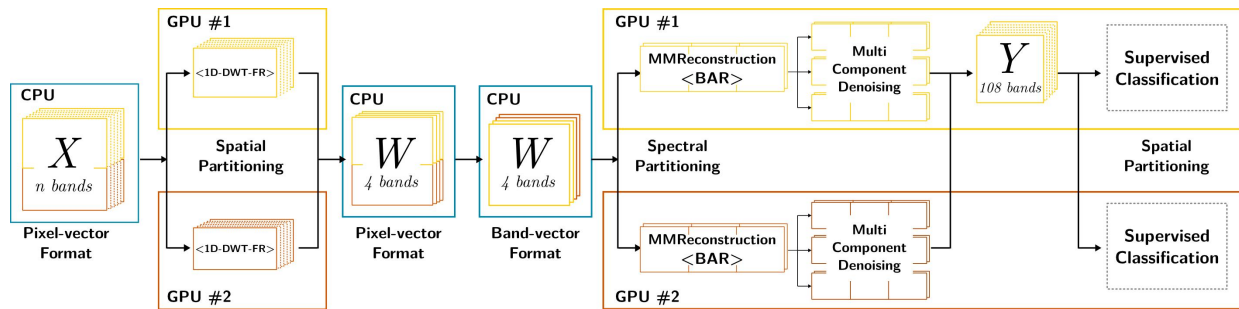 CPU
X
n bands
Pixel-vector
Format
GPU #1
<1D-DWT-FR>
Spatial
Partitioning
<1D-DWT-FR>
GPU #2
CPU
W
4 bands
Pixel-vector
Format
CPU
W
4 bands
Band-vector
Format
GPU #1
MMReconstruction
<BAR>
Multi
Component
Denoising
Y
108 bands
Supervised
Classification
Spectral
Partitioning
Spatial
Partitioning
MMReconstruction
<BAR>
Multi
Component
Denoising
Supervised
Classification
GPU #2